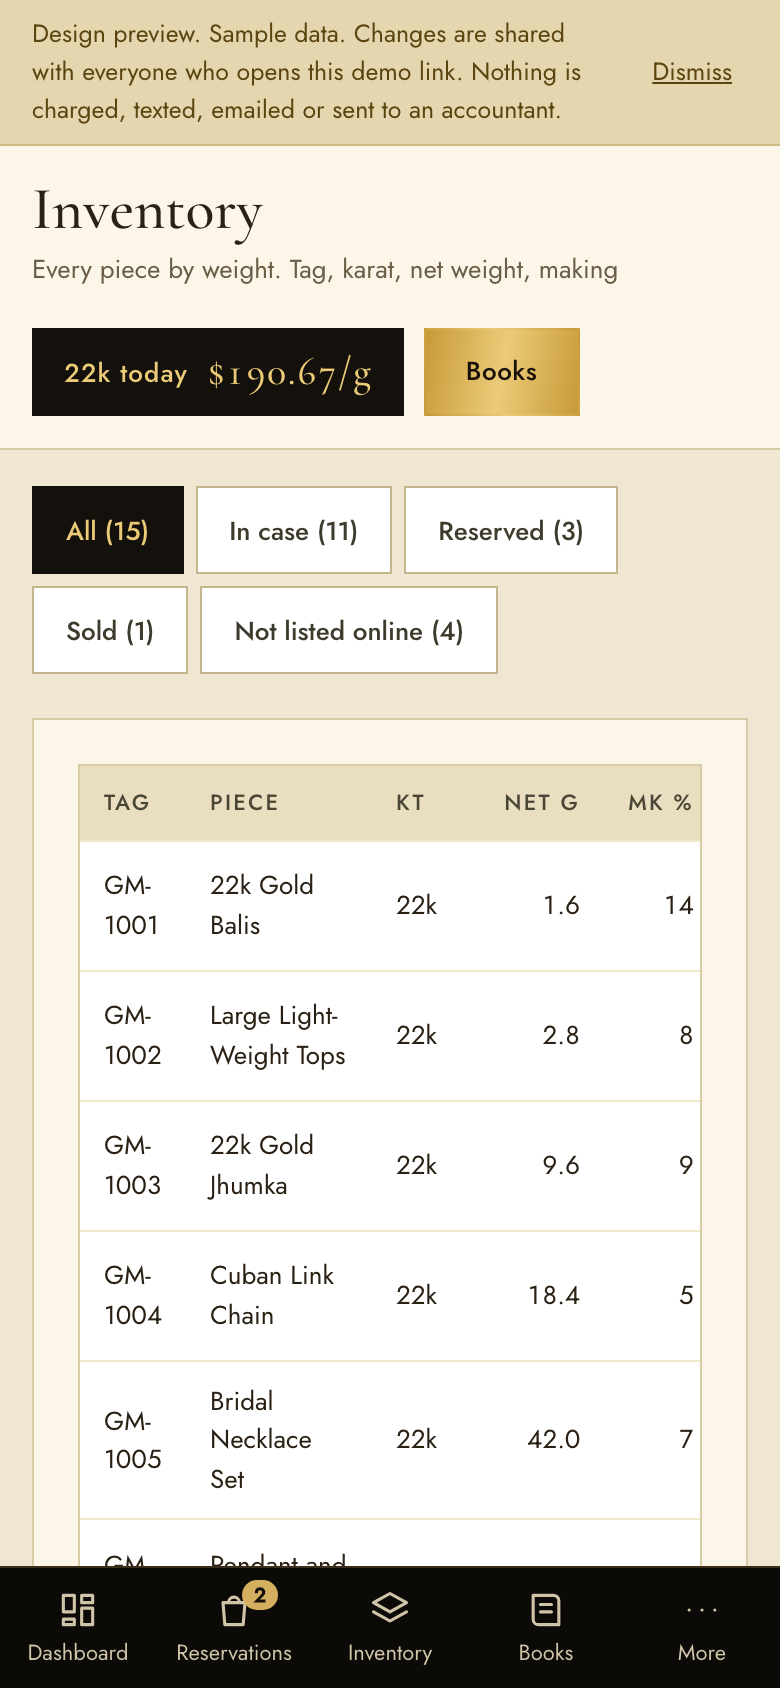 Design preview. Sample data. Changes are shared
with everyone who opens this demo link. Nothing is
charged, texted, emailed or sent to an accountant.
Dismiss
Inventory
Every piece by weight. Tag, karat, net weight, making
22k today $190.67/g
Books
All (15) In case (11) Reserved (3)
Sold (1) Not listed online (4)
TAG PIECE KT NET G MK %
GM-1001 22k Gold Balis 22k 1.6 14
GM-1002 Large Light-Weight Tops 22k 2.8 8
GM-1003 22k Gold Jhumka 22k 9.6 9
GM-1004 Cuban Link Chain 22k 18.4 5
GM-1005 Bridal Necklace Set 22k 42.0 7
GM- Pendant and
2
Dashboard Reservations Inventory Books More